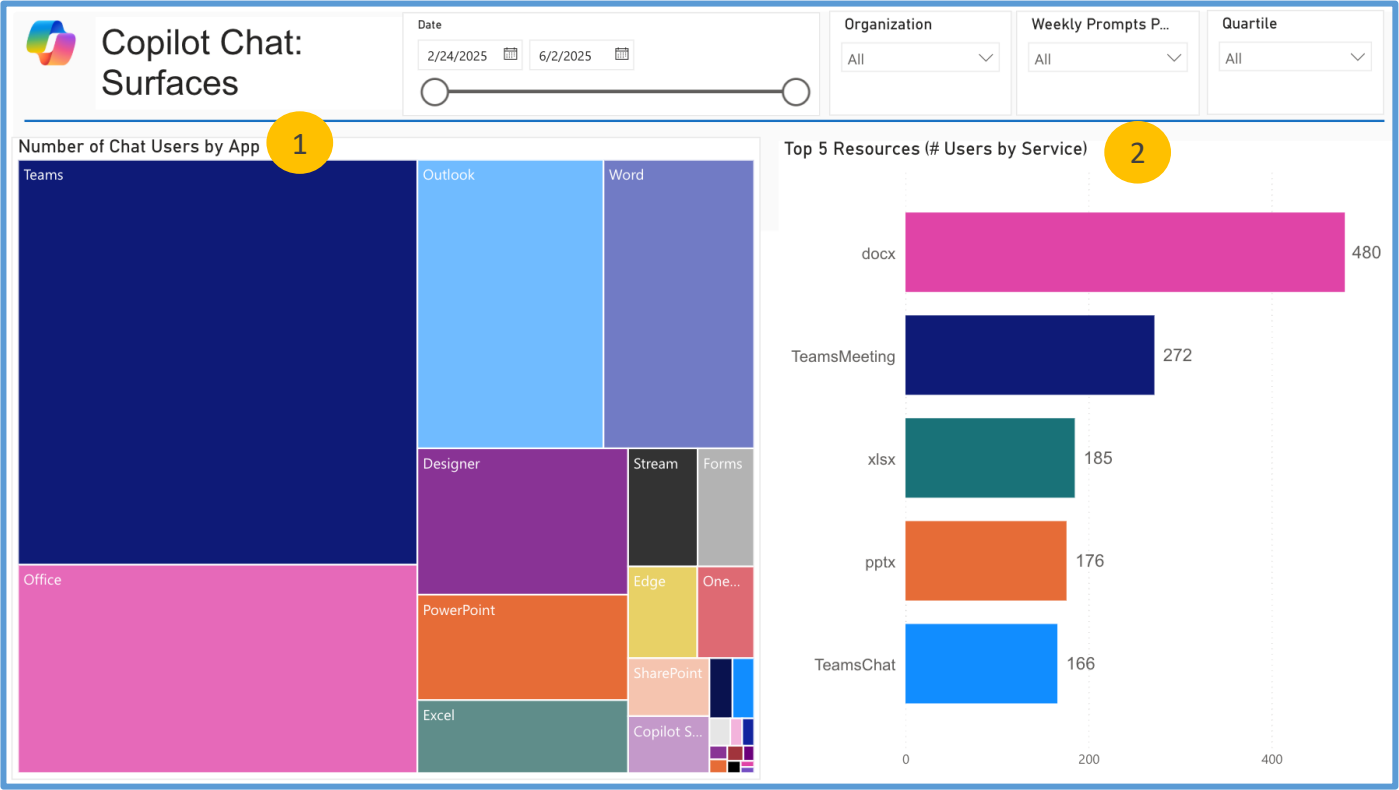 Copilot Chat:
Surfaces
Date
2/24/2025
6/2/2025
Organization
All
Weekly Prompts P...
All
Quartile
All
Number of Chat Users by App
1
Teams
Outlook
Word
Designer
Stream
Forms
Office
Edge
One...
PowerPoint
SharePoint
Excel
Copilot S...
Top 5 Resources (# Users by Service)
2
docx
480
TeamsMeeting
272
xlsx
185
pptx
176
TeamsChat
166
0
200
400